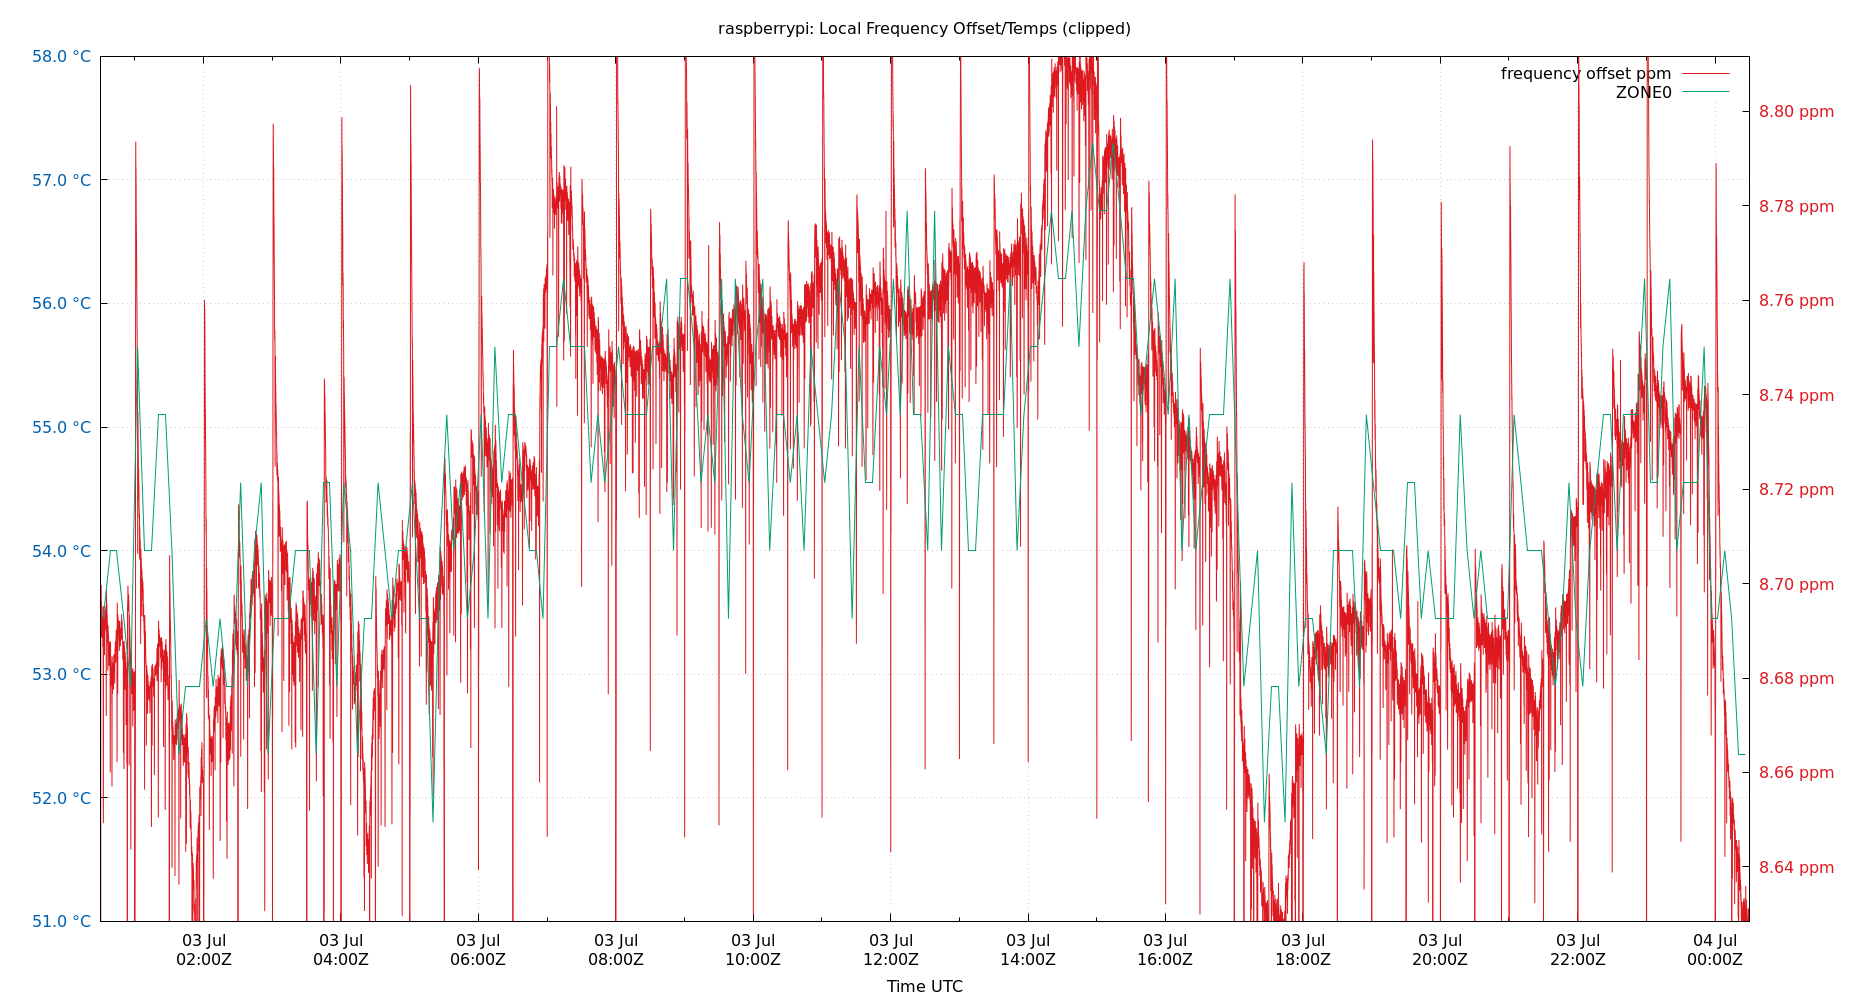 raspberrypi: Local Frequency Offset/Temps (clipped)
58.0 °C
57.0 °C
56.0 °C
55.0 °C
54.0 °C
53.0 °C
52.0 °C
51.0 °C
frequency offset ppm
ZONE0
8.80 ppm
8.78 ppm
8.76 ppm
8.74 ppm
8.72 ppm
8.70 ppm
8.68 ppm
8.66 ppm
8.64 ppm
03 Jul 03 Jul 03 Jul 03 Jul 03 Jul 03 Jul 03 Jul 03 Jul 03 Jul 03 Jul 03 Jul 04 Jul
02:00Z 04:00Z 06:00Z 08:00Z 10:00Z 12:00Z 14:00Z 16:00Z 18:00Z 20:00Z 22:00Z 00:00Z
Time UTC